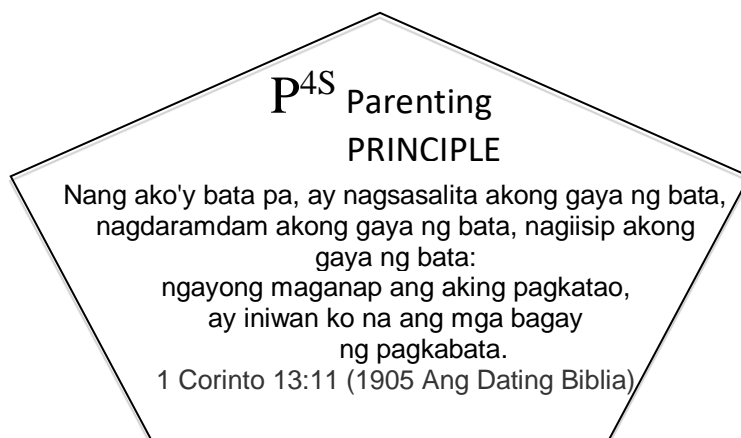 P⁴ˢ Parenting
PRINCIPLE
Nang ako'y bata pa, ay nagsasalita akong gaya ng bata,
nagdaramdam akong gaya ng bata, nagiisip akong
gaya ng bata:
ngayong maganap ang aking pagkatao,
ay iniwan ko na ang mga bagay
ng pagkabata.
1 Corinto 13:11 (1905 Ang Dating Biblia)